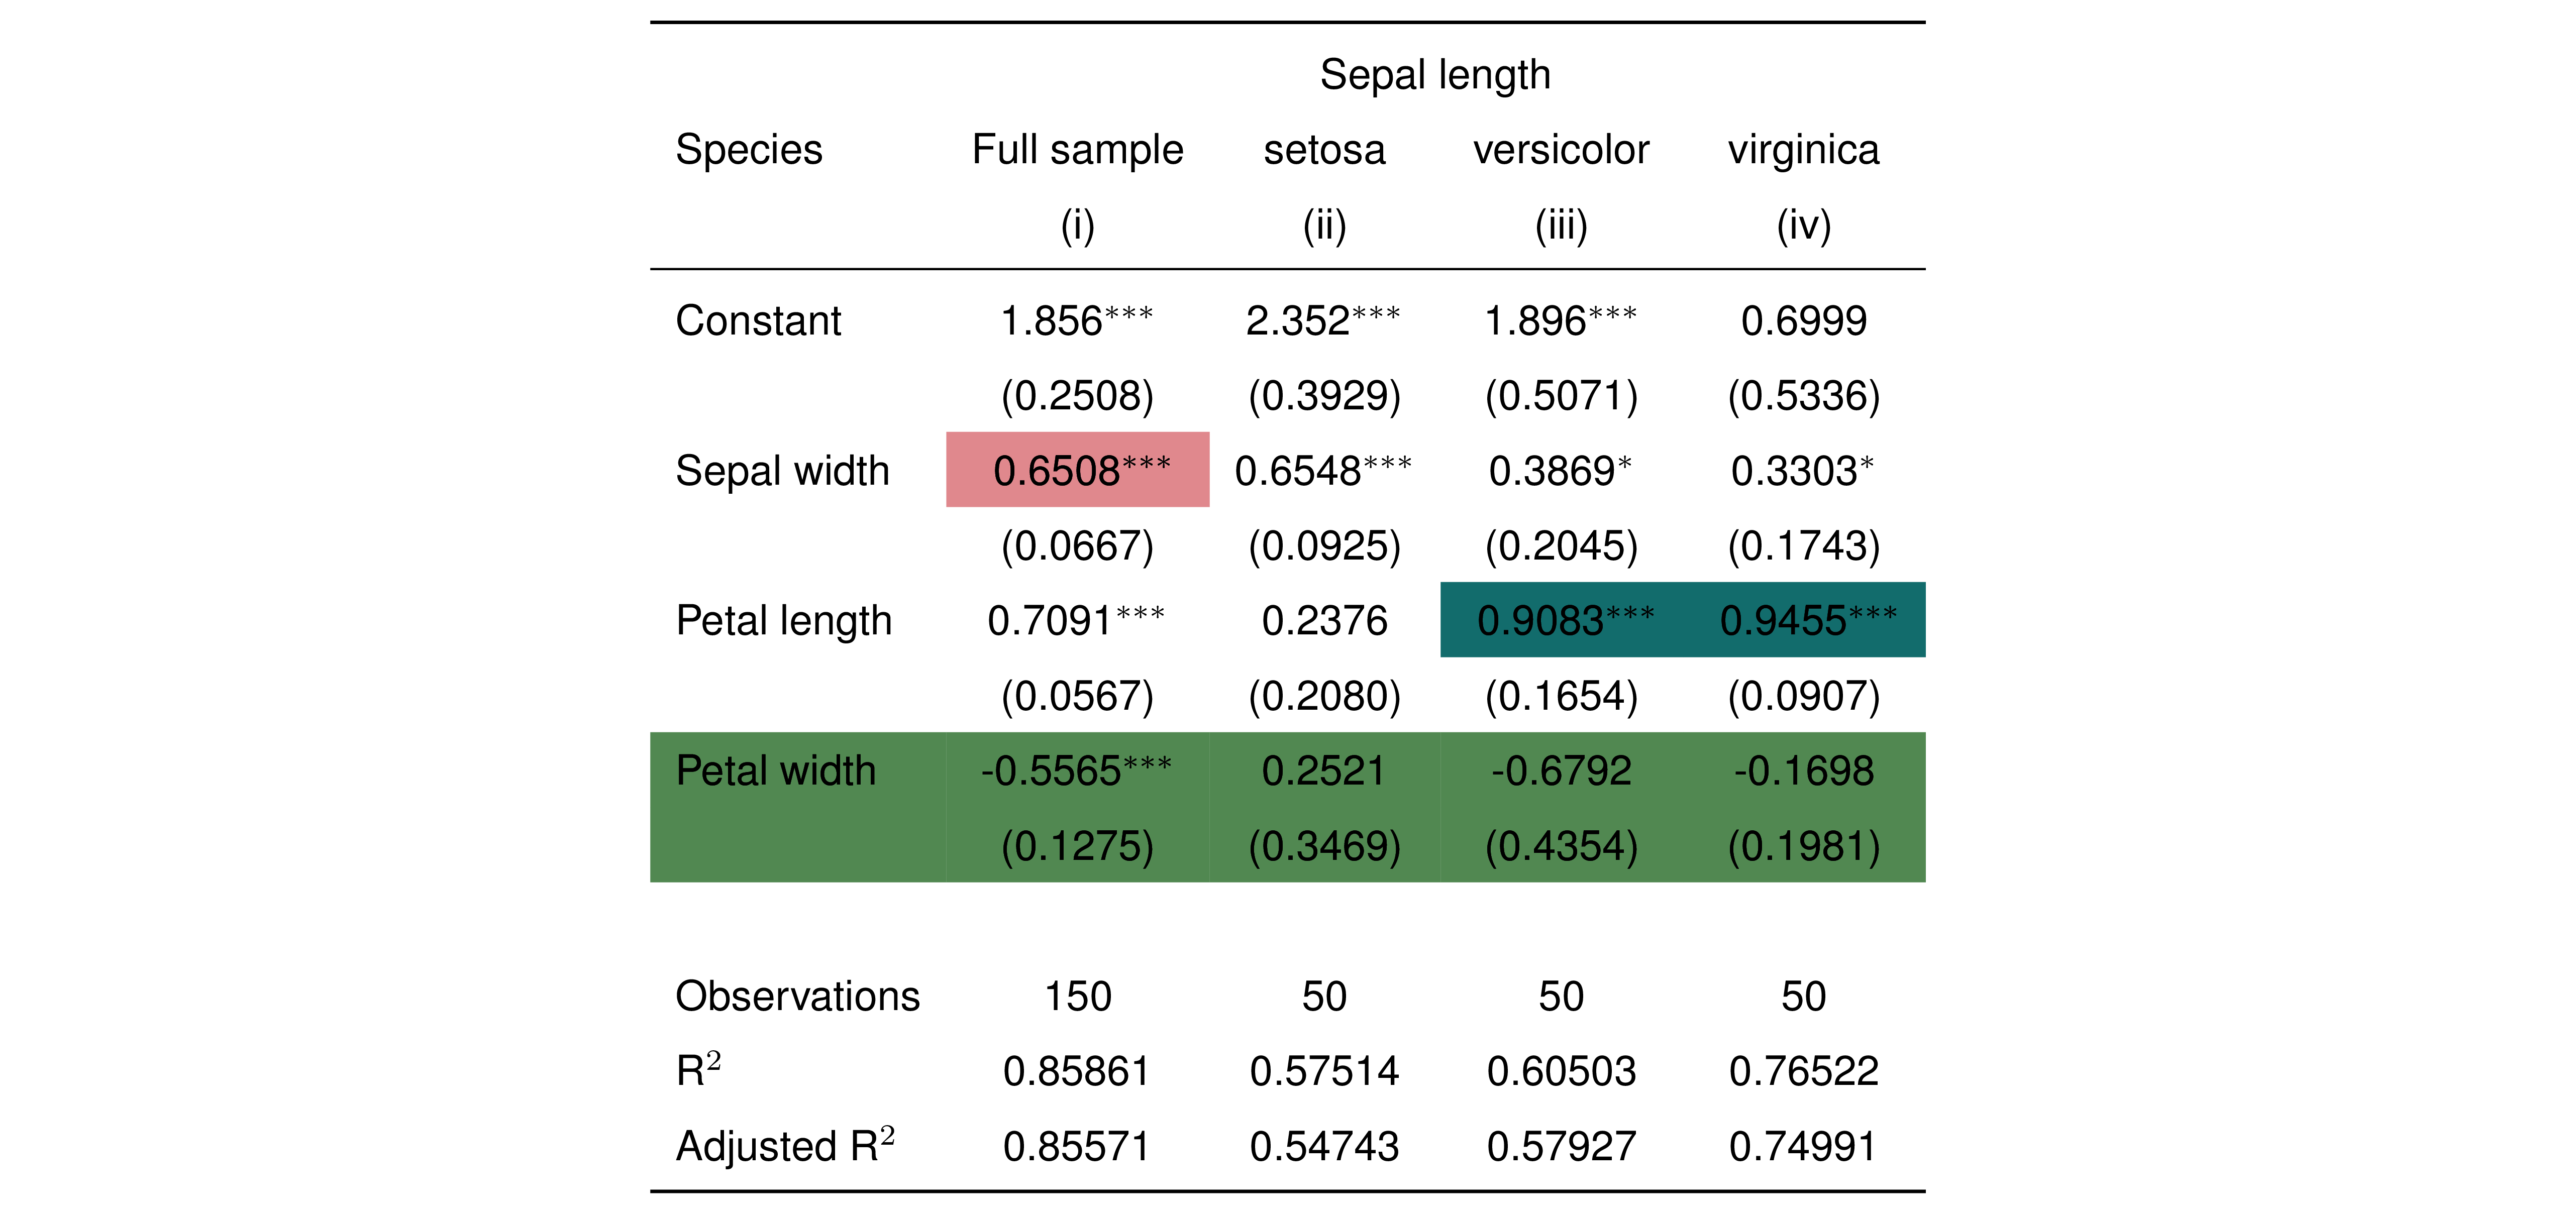 Sepal length
Species Full sample setosa versicolor virginica
(i) (ii) (iii) (iv)
Constant 1.856*** 2.352*** 1.896*** 0.6999
(0.2508) (0.3929) (0.5071) (0.5336)
Sepal width 0.6508*** 0.6548*** 0.3869* 0.3303*
(0.0667) (0.0925) (0.2045) (0.1743)
Petal length 0.7091*** 0.2376 0.9083*** 0.9455***
(0.0567) (0.2080) (0.1654) (0.0907)
Petal width -0.5565*** 0.2521 -0.6792 -0.1698
(0.1275) (0.3469) (0.4354) (0.1981)
Observations 150 50 50 50
R² 0.85861 0.57514 0.60503 0.76522
Adjusted R² 0.85571 0.54743 0.57927 0.74991